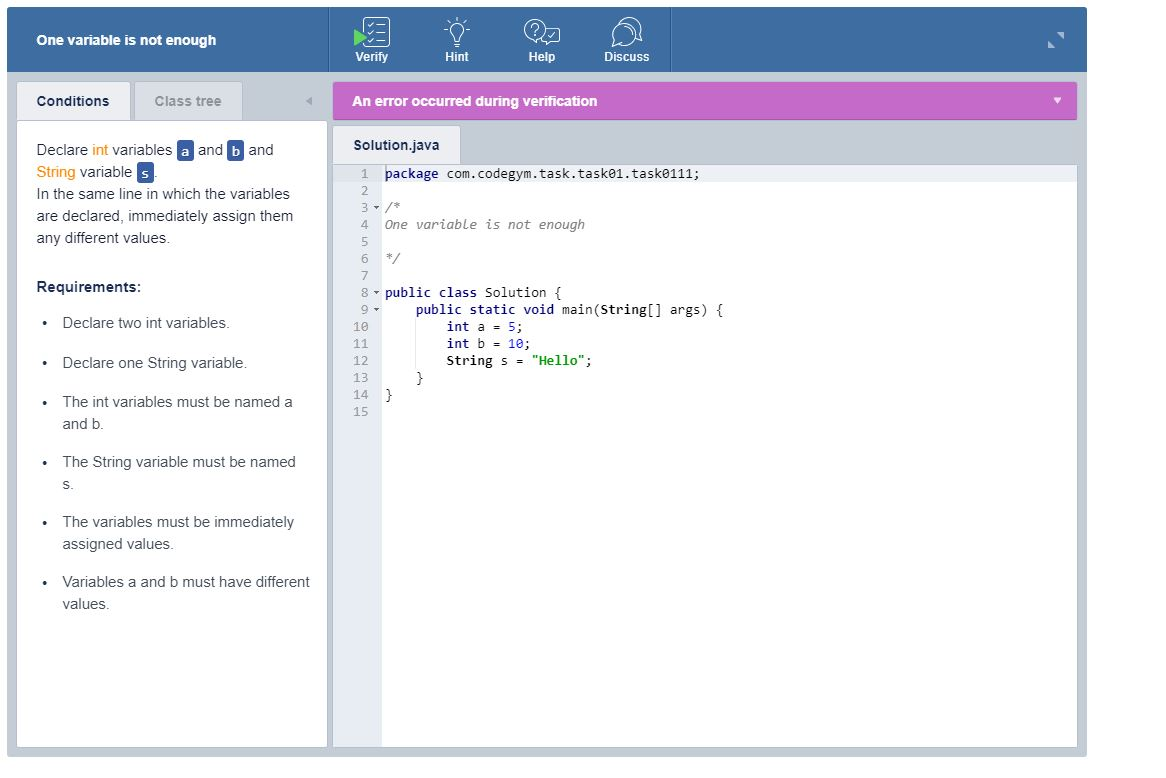 One variable is not enough
Verify
Hint
Help
Discuss
Conditions
Class tree
Declare int variables a and b and
String variable s.
In the same line in which the variables
are declared, immediately assign them
any different values.
Requirements:
• Declare two int variables.
• Declare one String variable.
• The int variables must be named a
and b.
• The String variable must be named
s.
• The variables must be immediately
assigned values.
• Variables a and b must have different
values.
An error occurred during verification
Solution.java
1 package com.codegym.task.task01.task0111;
2
3 /*
4 One variable is not enough
5
6 */
7
8 public class Solution {
9     public static void main(String[] args) {
10         int a = 5;
11         int b = 10;
12         String s = "Hello";
13     }
14 }
15